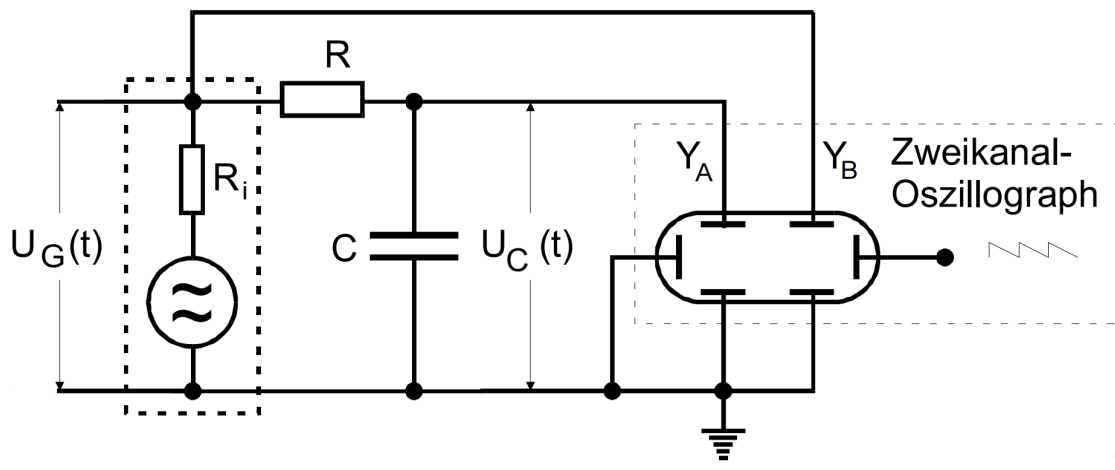 R
Y_A
Y_B
Zweikanal-
Oszillograph
R_i
U_G(t)
C
U_C(t)